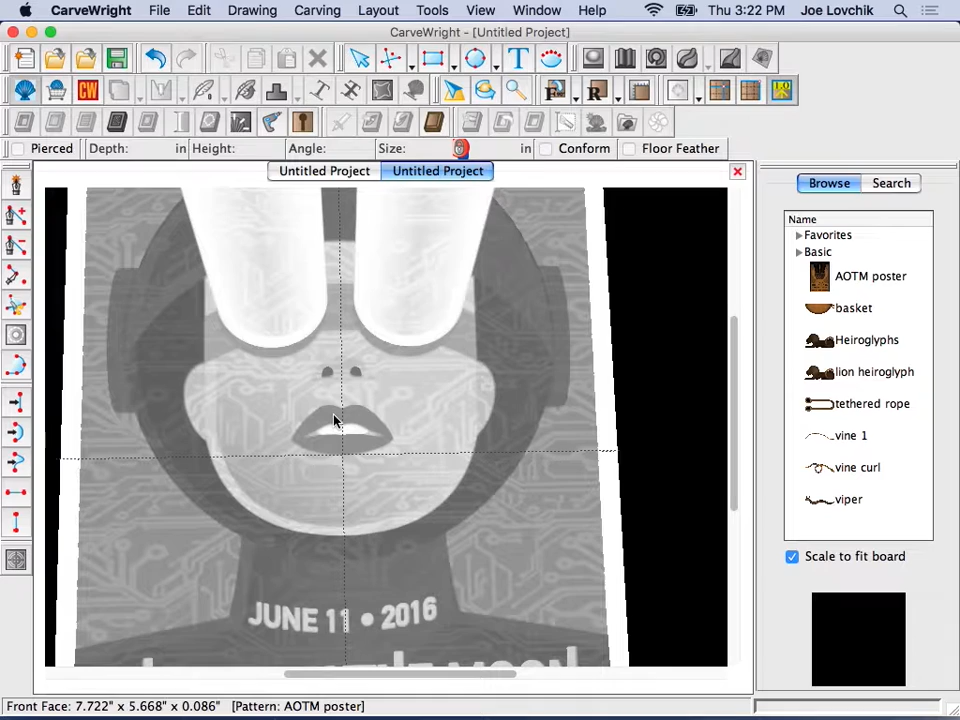 CarveWright File Edit Drawing Carving Layout Tools View Window Help Thu 3:22 PM Joe Lovchik
CarveWright - [Untitled Project]
Pierced Depth: in Height: Angle: Size: in Conform Floor Feather
Untitled Project Untitled Project
Browse Search
Name
Favorites
Basic
AOTM poster
basket
Heiroglyphs
lion heiroglyph
tethered rope
vine 1
vine curl
viper
Scale to fit board
JUNE 11 • 2016
Front Face: 7.722" x 5.668" x 0.086" [Pattern: AOTM poster]